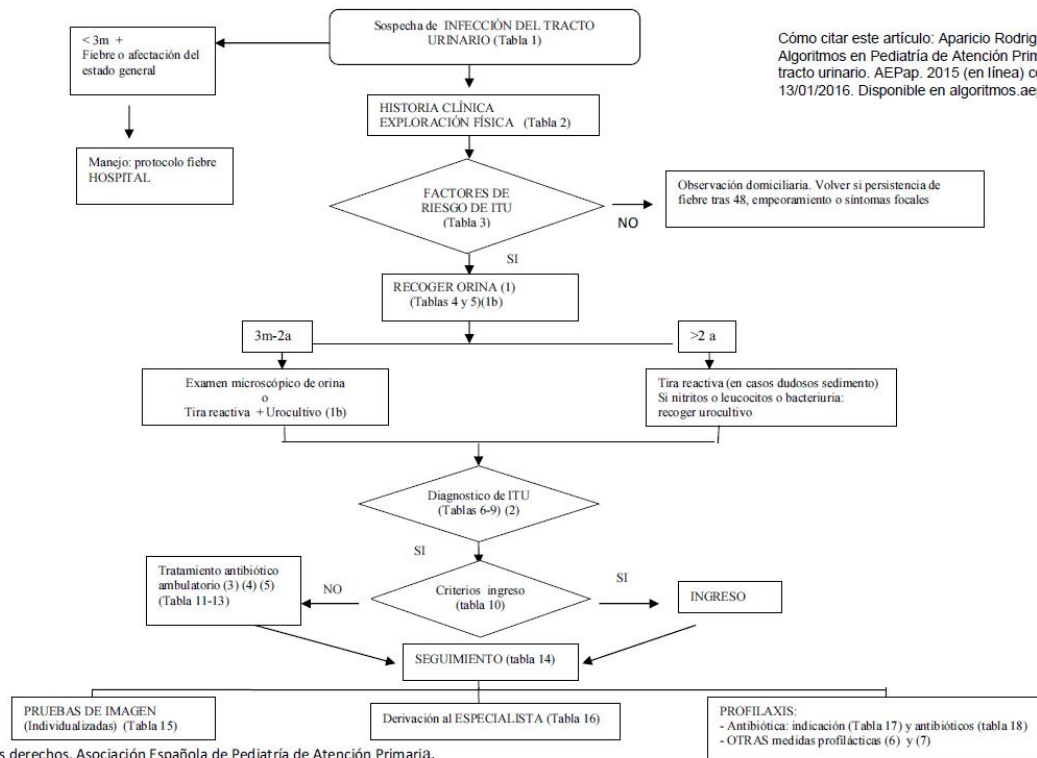 Sospecha de INFECCIÓN DEL TRACTO
URINARIO (Tabla 1)
< 3m +
Fiebre o afectación del
estado general
Cómo citar este artículo: Aparicio Rodrig
Algoritmos en Pediatría de Atención Prim
tracto urinario. AEPap. 2015 (en línea) co
13/01/2016. Disponible en algoritmos.aep
HISTORIA CLÍNICA
EXPLORACIÓN FÍSICA (Tabla 2)
Manejo: protocolo fiebre
HOSPITAL
FACTORES DE
RIESGO DE ITU
(Tabla 3)
NO
Observación domiciliaria. Volver si persistencia de
fiebre tras 48, empeoramiento o síntomas focales
SI
RECOGER ORINA (1)
(Tablas 4 y 5)(1b)
3m-2a
>2 a
Examen microscópico de orina
o
Tira reactiva + Urocultivo (1b)
Tira reactiva (en casos dudosos sedimento)
Si nitritos o leucocitos o bacteriuria:
recoger urocultivo
Diagnostico de ITU
(Tablas 6-9) (2)
SI
Tratamiento antibiótico
ambulatorio (3) (4) (5)
(Tabla 11-13)
NO
Criterios ingreso
(tabla 10)
SI
INGRESO
SEGUIMIENTO (tabla 14)
PRUEBAS DE IMAGEN
(Individualizadas) (Tabla 15)
Derivación al ESPECIALISTA (Tabla 16)
PROFILAXIS:
- Antibiótica: indicación (Tabla 17) y antibióticos (tabla 18)
- OTRAS medidas profilácticas (6) y (7)
s derechos. Asociación Española de Pediatría de Atención Primaria.